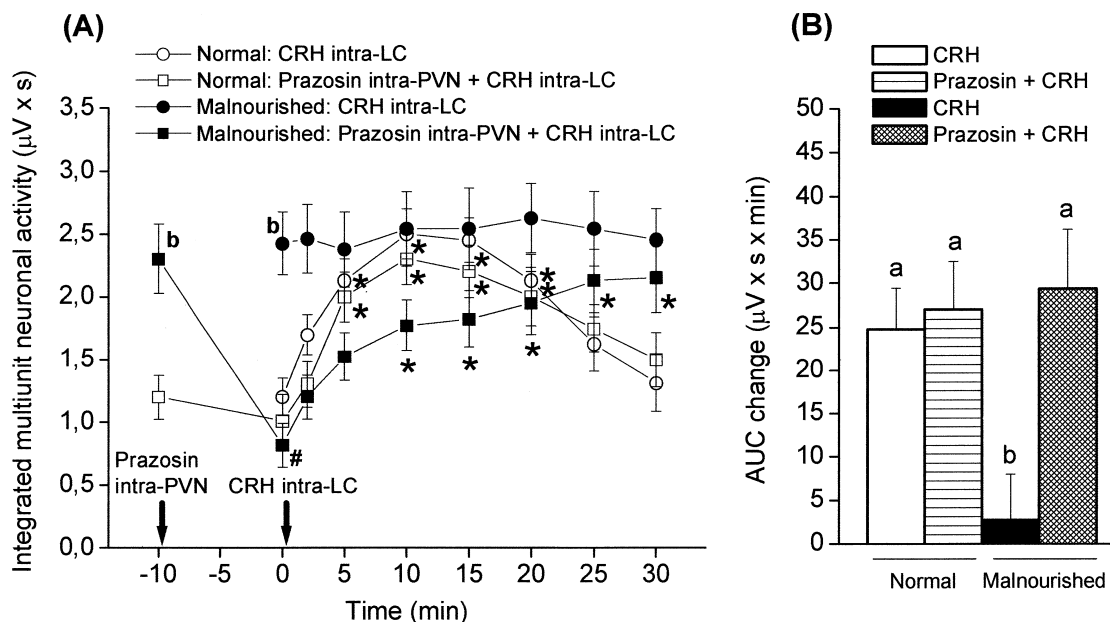 (A)
Normal: CRH intra-LC
Normal: Prazosin intra-PVN + CRH intra-LC
Malnourished: CRH intra-LC
Malnourished: Prazosin intra-PVN + CRH intra-LC
Integrated multiunit neuronal activity (µV x s)
3,5
3,0
2,5
2,0
1,5
1,0
0,5
0,0
b
b
*
*
*
*
*
*
*
*
*
*
*
*
*
#
Prazosin
intra-PVN
CRH intra-LC
-10
-5
0
5
10
15
20
25
30
Time (min)
(B)
CRH
Prazosin + CRH
CRH
Prazosin + CRH
AUC change (µV x s x min)
50
45
40
35
30
25
20
15
10
5
0
a
a
b
a
Normal
Malnourished